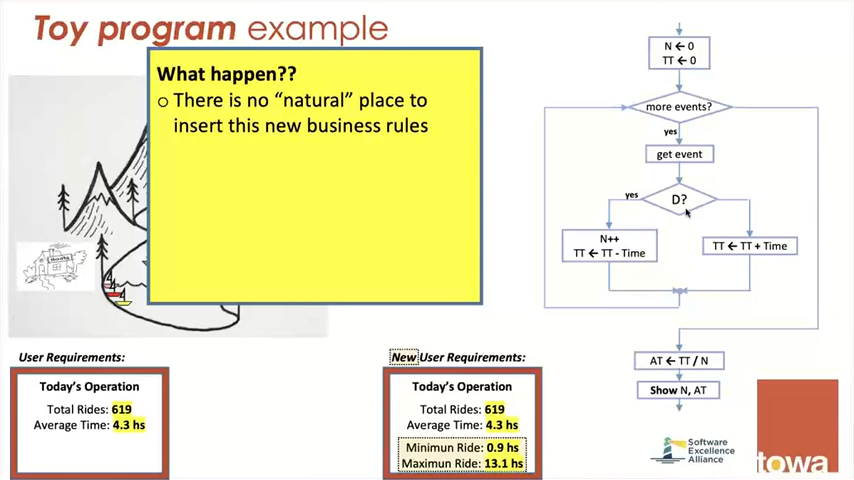 Toy program example
What happen??
There is no “natural” place to
insert this new business rules
N ← 0
TT ← 0
more events?
yes
get event
yes
D?
N++
TT ← TT - Time
TT ← TT + Time
AT ← TT / N
Show N, AT
User Requirements:
Today's Operation
Total Rides: 619
Average Time: 4.3 hs
New User Requirements:
Today's Operation
Total Rides: 619
Average Time: 4.3 hs
Minimun Ride: 0.9 hs
Maximun Ride: 13.1 hs
Software
Excellence
Alliance
towa